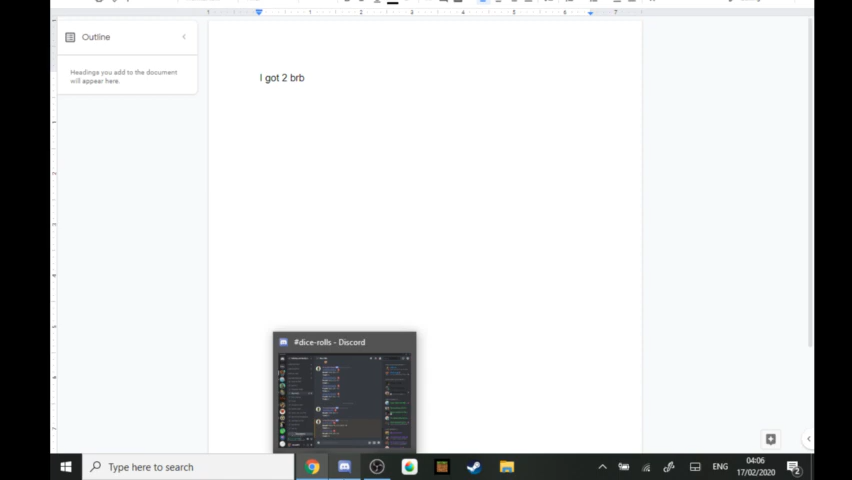 Outline
Headings you add to the document
will appear here.
I got 2 brb
#dice-rolls - Discord
Type here to search
ENG
04:06
17/02/2020
2